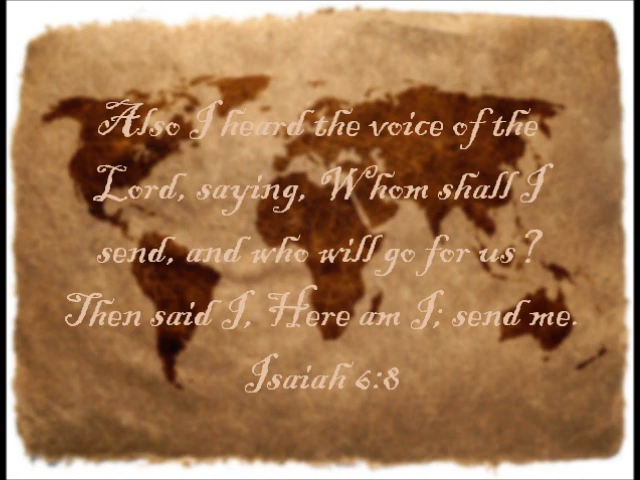 Also I heard the voice of the
Lord, saying, Whom shall I
send, and who will go for us?
Then said I, Here am I; send me.
Isaiah 6:8